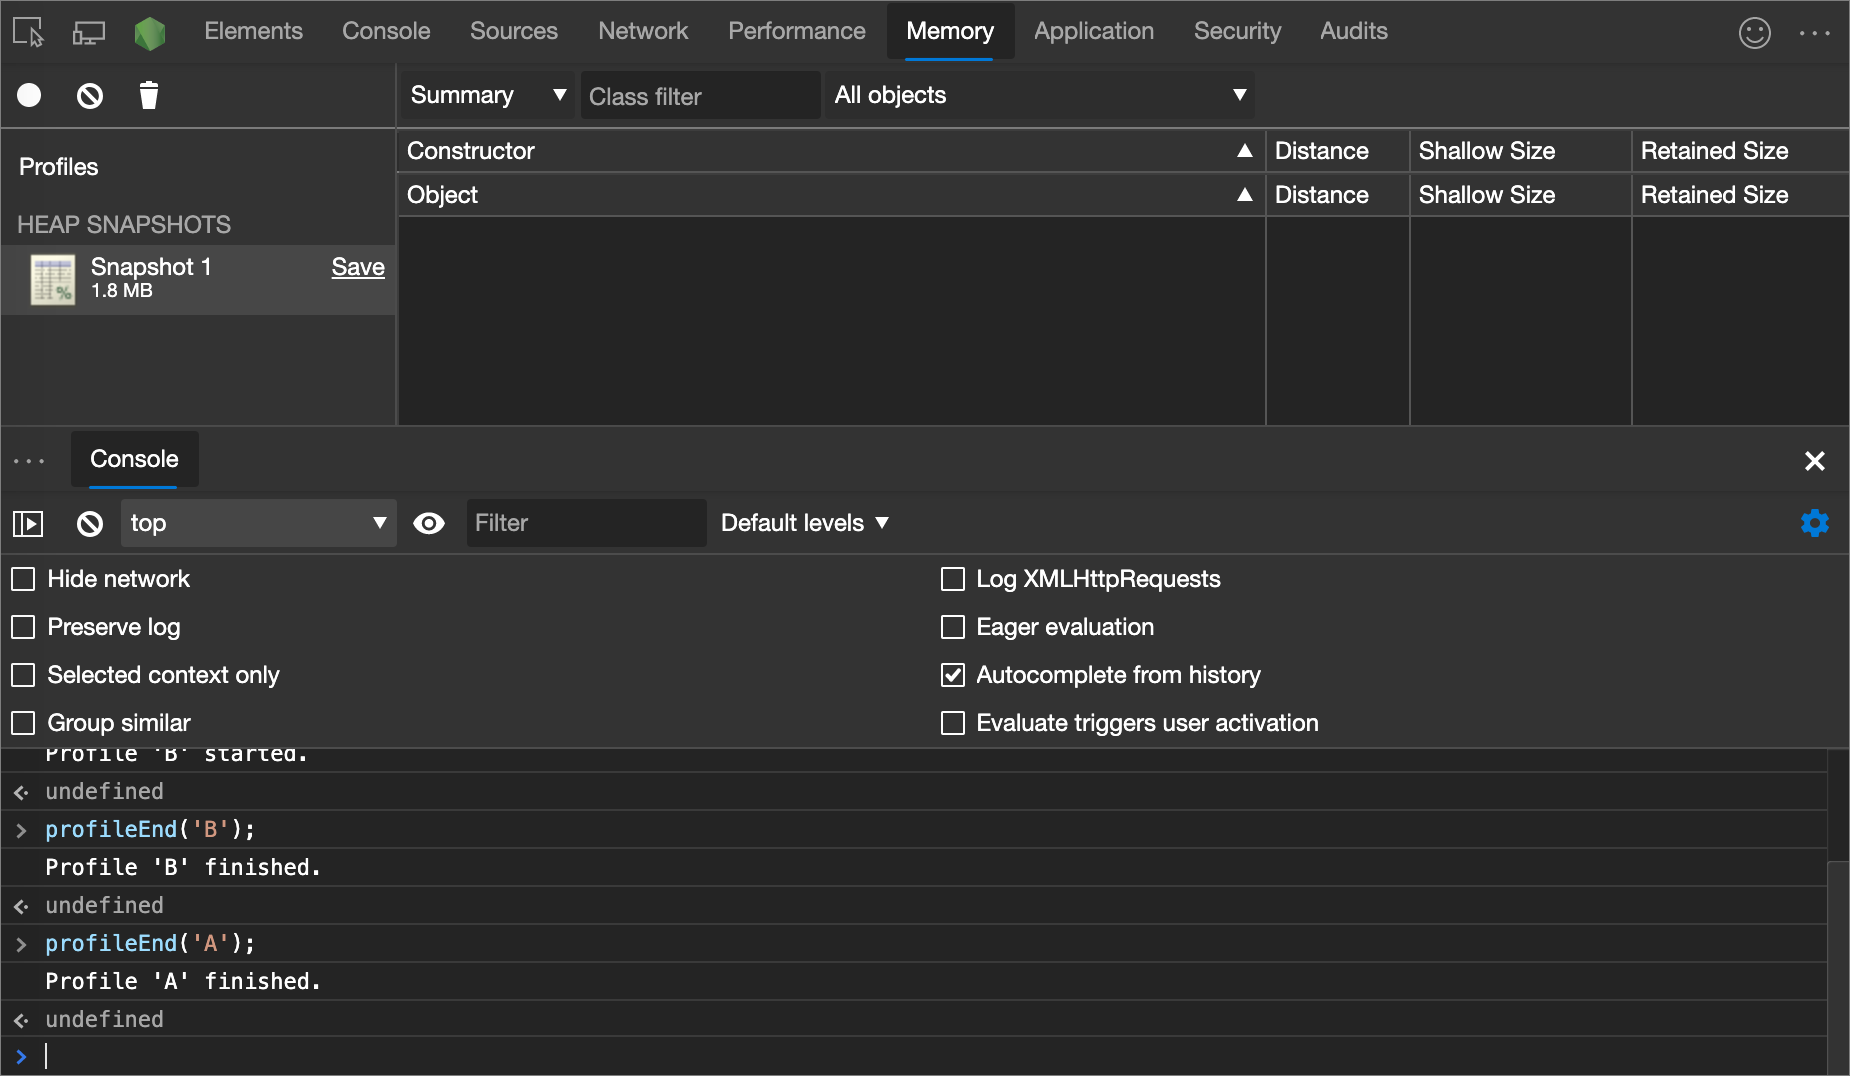 Elements Console Sources Network Performance Memory Application Security Audits
Summary Class filter All objects
Profiles
HEAP SNAPSHOTS
Snapshot 1 Save
1.8 MB
Constructor Distance Shallow Size Retained Size
Object Distance Shallow Size Retained Size
Console
top Filter Default levels
Hide network
Preserve log
Selected context only
Group similar
Log XMLHttpRequests
Eager evaluation
Autocomplete from history
Evaluate triggers user activation
Profile 'B' started.
undefined
profileEnd('B');
Profile 'B' finished.
undefined
profileEnd('A');
Profile 'A' finished.
undefined